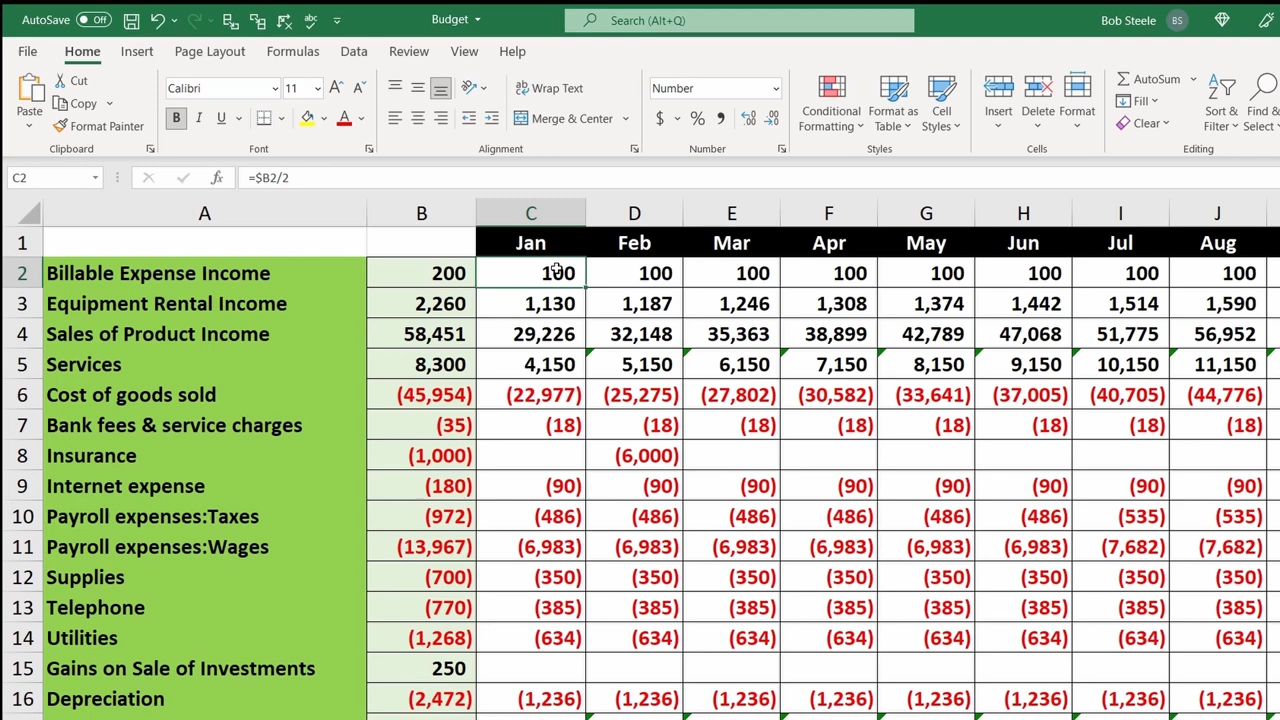 AutoSave Off abc Budget Search (Alt+Q) Bob Steele BS
File Home Insert Page Layout Formulas Data Review View Help
Paste Cut Copy Format Painter Clipboard
Calibri 11 A A B I U A Font
ab Wrap Text Merge & Center Alignment
Number $ % , Number
Conditional Formatting Format as Table Cell Styles Styles
Insert Delete Format Cells
AutoSum Fill Clear Sort & Filter Find & Select Editing
C2 fx =$B2/2
A B C D E F G H I J
1 Jan Feb Mar Apr May Jun Jul Aug
2 Billable Expense Income 200 100 100 100 100 100 100 100 100
3 Equipment Rental Income 2,260 1,130 1,187 1,246 1,308 1,374 1,442 1,514 1,590
4 Sales of Product Income 58,451 29,226 32,148 35,363 38,899 42,789 47,068 51,775 56,952
5 Services 8,300 4,150 5,150 6,150 7,150 8,150 9,150 10,150 11,150
6 Cost of goods sold (45,954) (22,977) (25,275) (27,802) (30,582) (33,641) (37,005) (40,705) (44,776)
7 Bank fees & service charges (35) (18) (18) (18) (18) (18) (18) (18) (18)
8 Insurance (1,000) (6,000)
9 Internet expense (180) (90) (90) (90) (90) (90) (90) (90) (90)
10 Payroll expenses:Taxes (972) (486) (486) (486) (486) (486) (486) (535) (535)
11 Payroll expenses:Wages (13,967) (6,983) (6,983) (6,983) (6,983) (6,983) (6,983) (7,682) (7,682)
12 Supplies (700) (350) (350) (350) (350) (350) (350) (350) (350)
13 Telephone (770) (385) (385) (385) (385) (385) (385) (385) (385)
14 Utilities (1,268) (634) (634) (634) (634) (634) (634) (634) (634)
15 Gains on Sale of Investments 250
16 Depreciation (2,472) (1,236) (1,236) (1,236) (1,236) (1,236) (1,236) (1,236) (1,236)